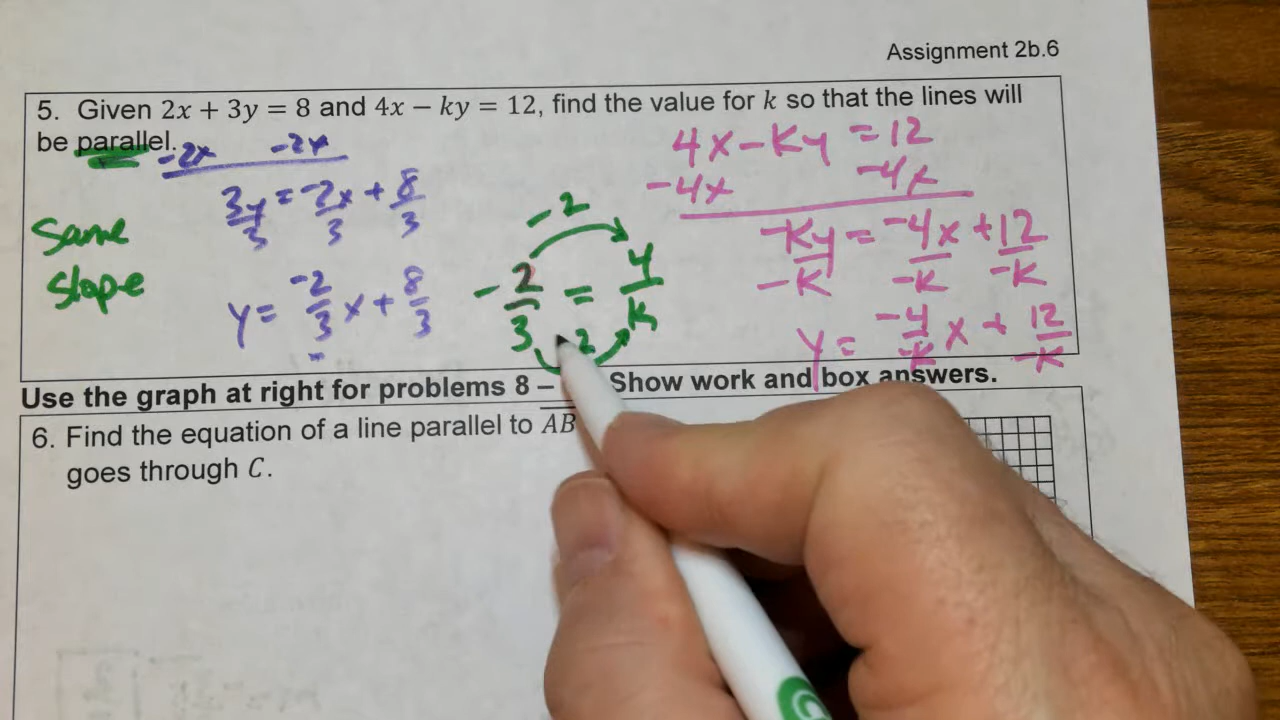 Assignment 2b.6
5. Given 2x + 3y = 8 and 4x − ky = 12, find the value for k so that the lines will
be parallel.
-2x -2x
3y/3 = -2x/3 + 8/3
y = -2/3 x + 8/3
Same
slope
-2
-2/3 = 4/k
2
4x - Ky = 12
-4x -4x
-Ky/-K = -4x/-K + 12/-K
y = -4/-K x + 12/-K
Use the graph at right for problems 8 – Show work and box answers.
6. Find the equation of a line parallel to AB
goes through C.